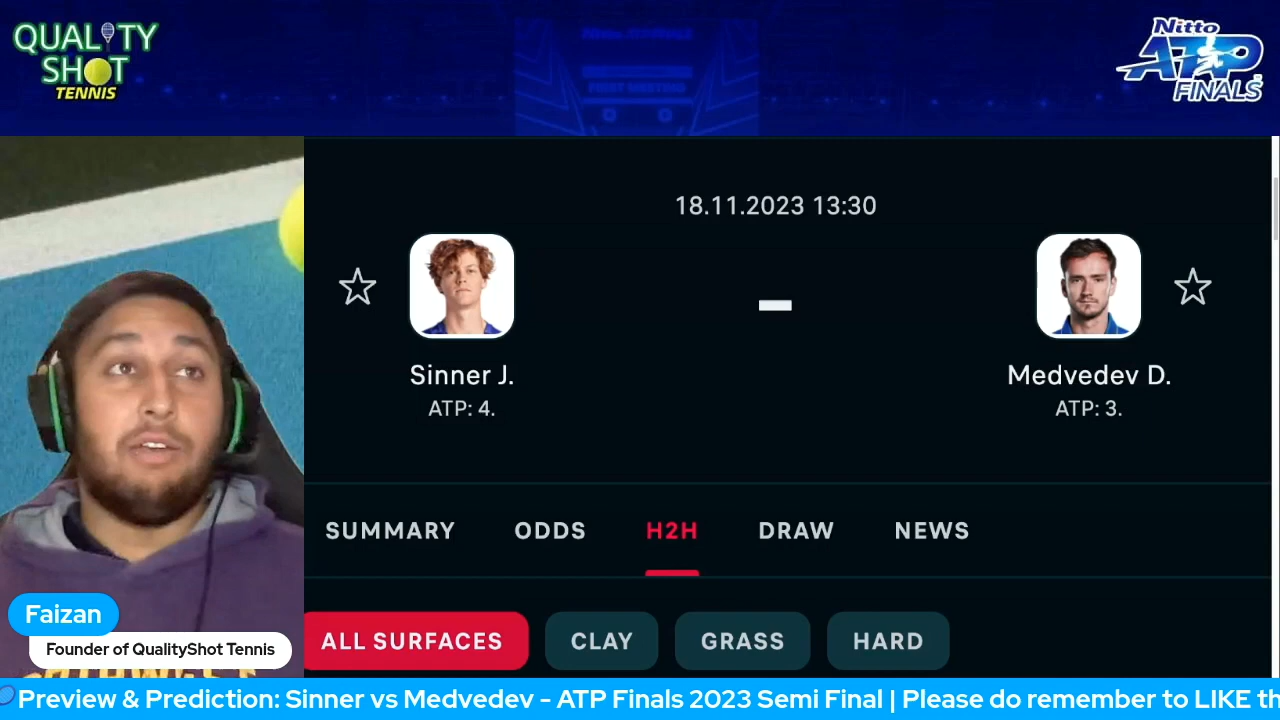 QUALITY
SHOT
TENNIS
Nitto
ATP
FINALS
18.11.2023 13:30
Sinner J.
ATP: 4.
Medvedev D.
ATP: 3.
SUMMARY ODDS H2H DRAW NEWS
ALL SURFACES CLAY GRASS HARD
Faizan
Founder of QualityShot Tennis
Preview & Prediction: Sinner vs Medvedev - ATP Finals 2023 Semi Final | Please do remember to LIKE th